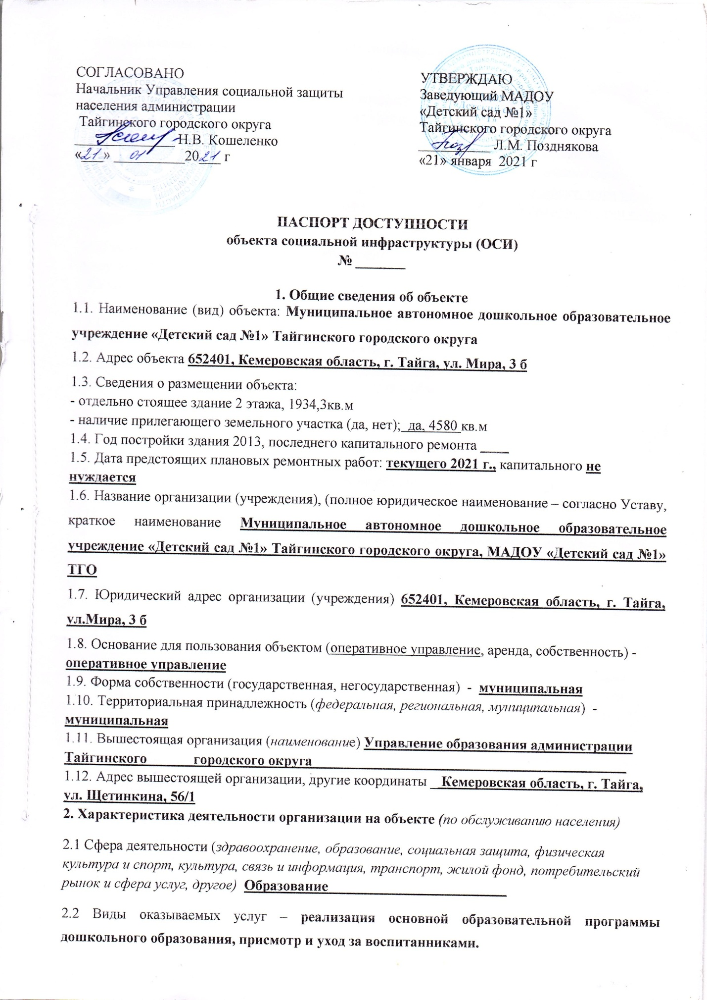 СОГЛАСОВАНО
Начальник Управления социальной защиты
населения администрации
Тайгинского городского округа
______________ Н.В. Кошеленко
«21» 01 2021 г
УТВЕРЖДАЮ
Заведующий МАДОУ
«Детский сад №1»
Тайгинского городского округа
__________ Л.М. Позднякова
«21» января 2021 г
ПАСПОРТ ДОСТУПНОСТИ
объекта социальной инфраструктуры (ОСИ)
№ _______
1. Общие сведения об объекте
1.1. Наименование (вид) объекта: Муниципальное автономное дошкольное образовательное
учреждение «Детский сад №1» Тайгинского городского округа
1.2. Адрес объекта 652401, Кемеровская область, г. Тайга, ул. Мира, 3 б
1.3. Сведения о размещении объекта:
- отдельно стоящее здание 2 этажа, 1934,3кв.м
- наличие прилегающего земельного участка (да, нет); да, 4580 кв.м
1.4. Год постройки здания 2013, последнего капитального ремонта ____
1.5. Дата предстоящих плановых ремонтных работ: текущего 2021 г., капитального не
нуждается
1.6. Название организации (учреждения), (полное юридическое наименование – согласно Уставу,
краткое наименование Муниципальное автономное дошкольное образовательное
учреждение «Детский сад №1» Тайгинского городского округа, МАДОУ «Детский сад №1»
ТГО
1.7. Юридический адрес организации (учреждения) 652401, Кемеровская область, г. Тайга,
ул.Мира, 3 б
1.8. Основание для пользования объектом (оперативное управление, аренда, собственность) -
оперативное управление
1.9. Форма собственности (государственная, негосударственная) - муниципальная
1.10. Территориальная принадлежность (федеральная, региональная, муниципальная) -
муниципальная
1.11. Вышестоящая организация (наименование) Управление образования администрации
Тайгинского городского округа
1.12. Адрес вышестоящей организации, другие координаты _ Кемеровская область, г. Тайга,
ул. Щетинкина, 56/1
2. Характеристика деятельности организации на объекте (по обслуживанию населения)
2.1 Сфера деятельности (здравоохранение, образование, социальная защита, физическая
культура и спорт, культура, связь и информация, транспорт, жилой фонд, потребительский
рынок и сфера услуг, другое) Образование
2.2 Виды оказываемых услуг – реализация основной образовательной программы
дошкольного образования, присмотр и уход за воспитанниками.